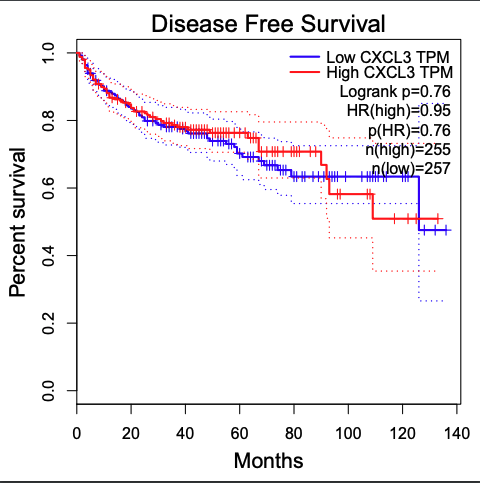 Disease Free Survival
Low CXCL3 TPM
High CXCL3 TPM
Logrank p=0.76
HR(high)=0.95
p(HR)=0.76
n(high)=255
n(low)=257
Percent survival
1.0
0.8
0.6
0.4
0.2
0.0
0 20 40 60 80 100 120 140
Months